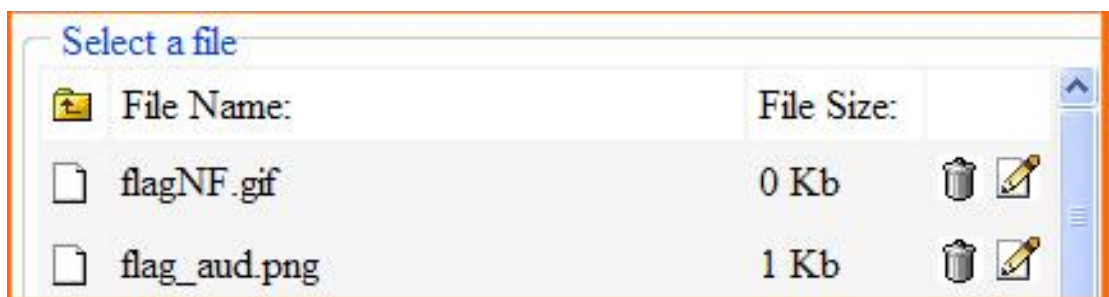 Select a file
File Name: File Size:
flagNF.gif 0 Kb
flag_aud.png 1 Kb